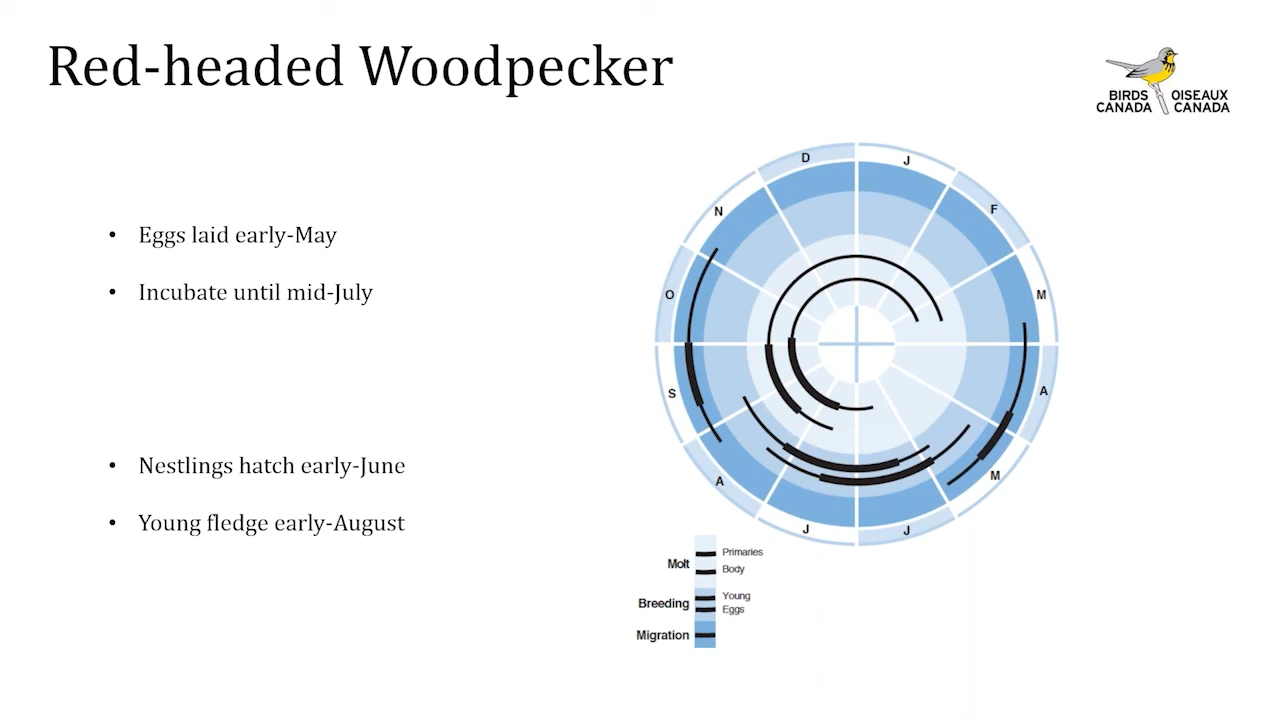 Red-headed Woodpecker
BIRDS OISEAUX
CANADA CANADA
• Eggs laid early-May
• Incubate until mid-July
• Nestlings hatch early-June
• Young fledge early-August
D
J
N
F
O
M
S
A
A
M
J
J
Molt
Primaries
Body
Breeding
Young
Eggs
Migration